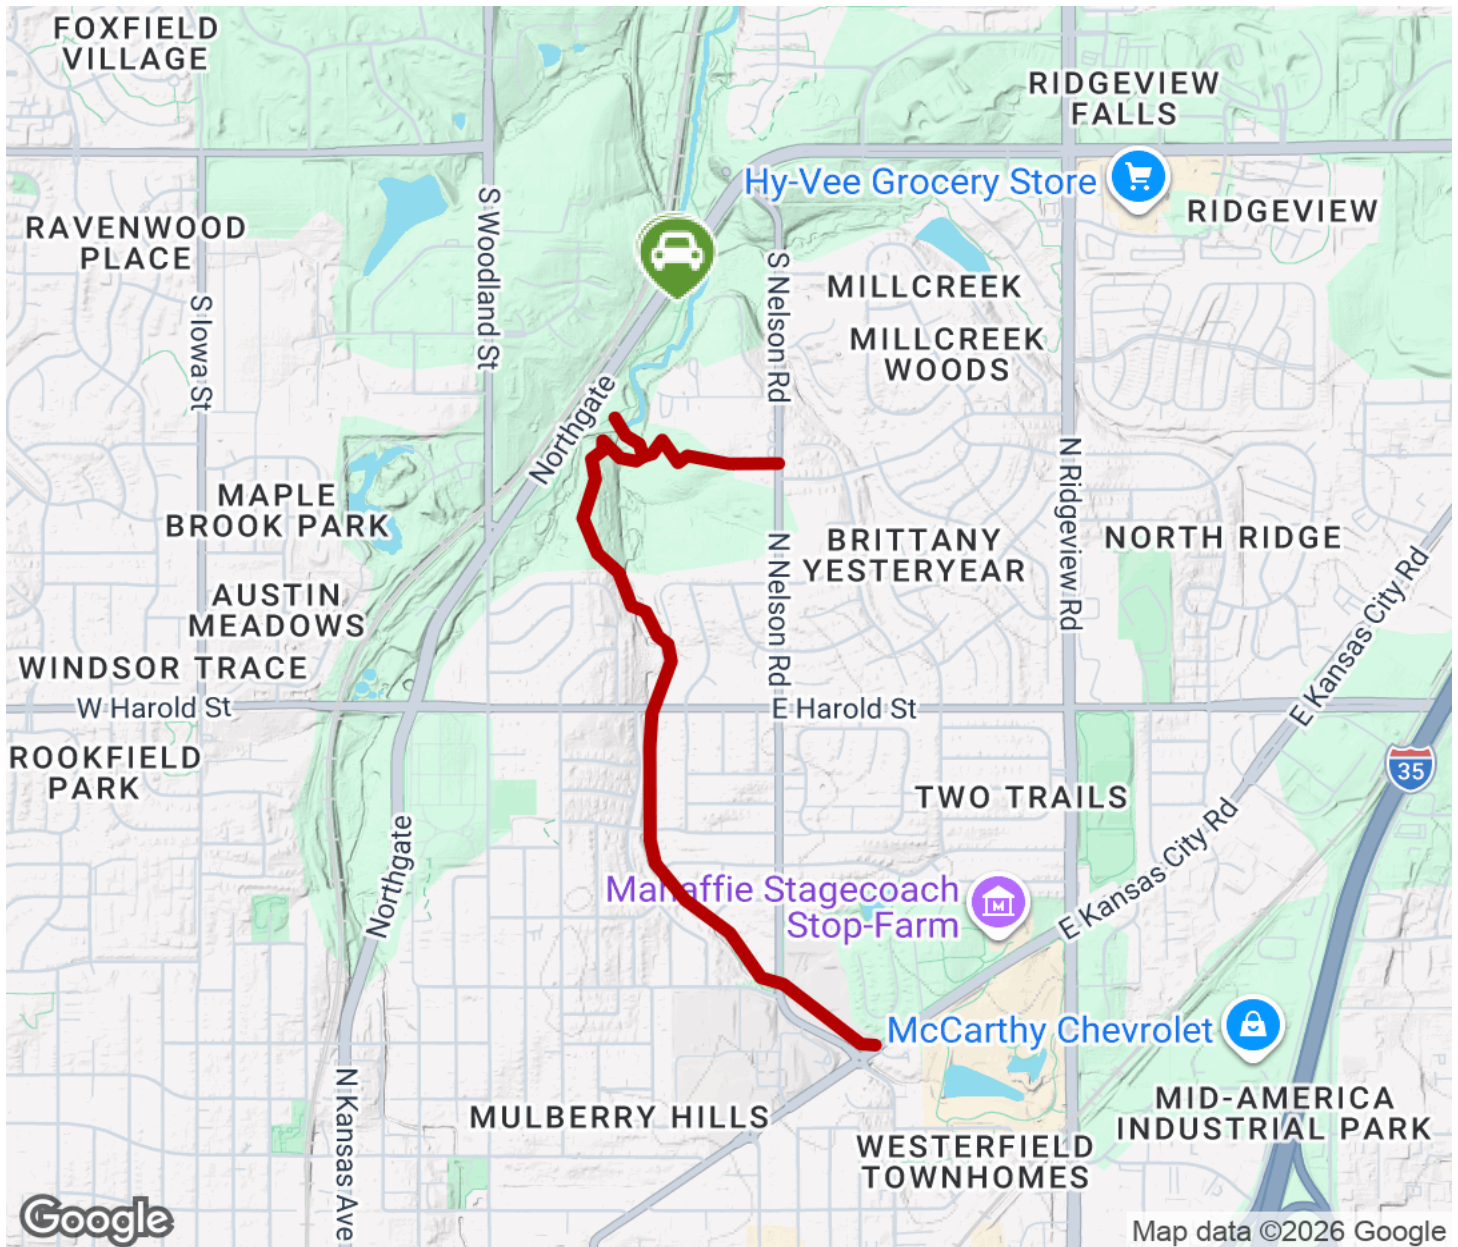 FOXFIELD
VILLAGE
RIDGEVIEW
FALLS
Hy-Vee Grocery Store
RIDGEVIEW
RAVENWOOD
PLACE
S Woodland St
S Iowa St
S Nelson Rd
MILLCREEK
MILLCREEK
WOODS
Northgate
N Ridgeview Rd
MAPLE
BROOK PARK
BRITTANY
YESTERYEAR
NORTH RIDGE
N Nelson Rd
E Kansas City Rd
AUSTIN
MEADOWS
WINDSOR TRACE
W Harold St
E Harold St
ROOKFIELD
PARK
35
TWO TRAILS
E Kansas City Rd
Northgate
Mahaffie Stagecoach
Stop-Farm
M
McCarthy Chevrolet
N Kansas Ave
MULBERRY HILLS
MID-AMERICA
INDUSTRIAL PARK
WESTERFIELD
TOWNHOMES
Google
Map data ©2026 Google